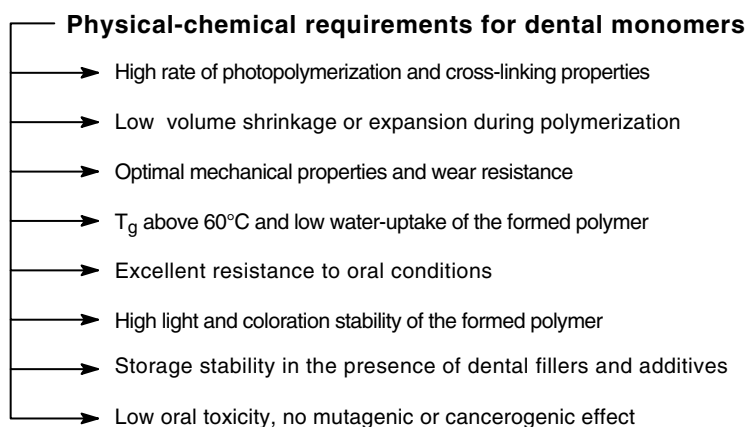 Physical-chemical requirements for dental monomers
High rate of photopolymerization and cross-linking properties
Low volume shrinkage or expansion during polymerization
Optimal mechanical properties and wear resistance
Tg above 60°C and low water-uptake of the formed polymer
Excellent resistance to oral conditions
High light and coloration stability of the formed polymer
Storage stability in the presence of dental fillers and additives
Low oral toxicity, no mutagenic or cancerogenic effect